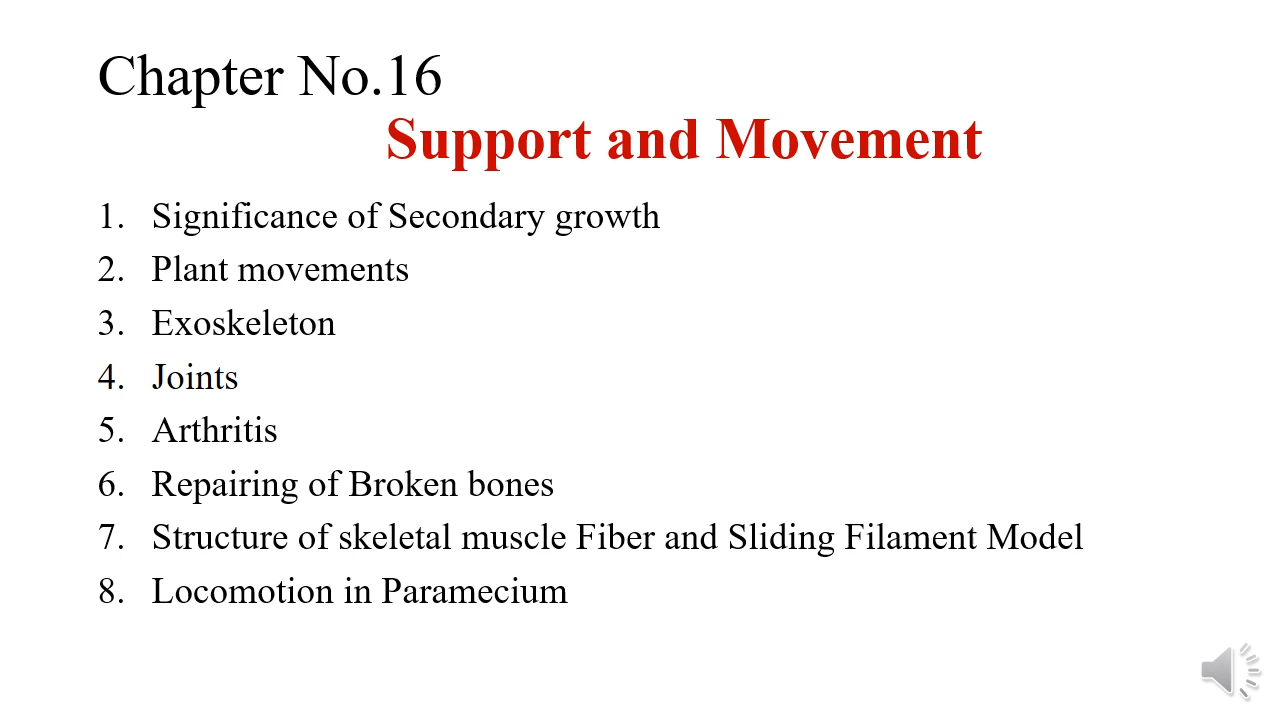 Chapter No.16
Support and Movement
1. Significance of Secondary growth
2. Plant movements
3. Exoskeleton
4. Joints
5. Arthritis
6. Repairing of Broken bones
7. Structure of skeletal muscle Fiber and Sliding Filament Model
8. Locomotion in Paramecium